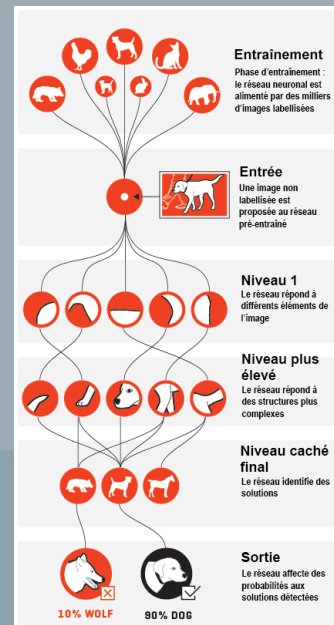 Entraînement
Phase d'entraînement :
le réseau neuronal est
alimenté par des milliers
d'images labellisées
Entrée
Une image non
labellisée est
proposée au réseau
pré-entraîné
Niveau 1
Le réseau répond à
différents éléments de
l'image
Niveau plus
élevé
Le réseau répond à
des structures plus
complexes
Niveau caché
final
Le réseau identifie des
solutions
Sortie
Le réseau affecte des
probabilités aux
solutions détectées
10% WOLF
90% DOG